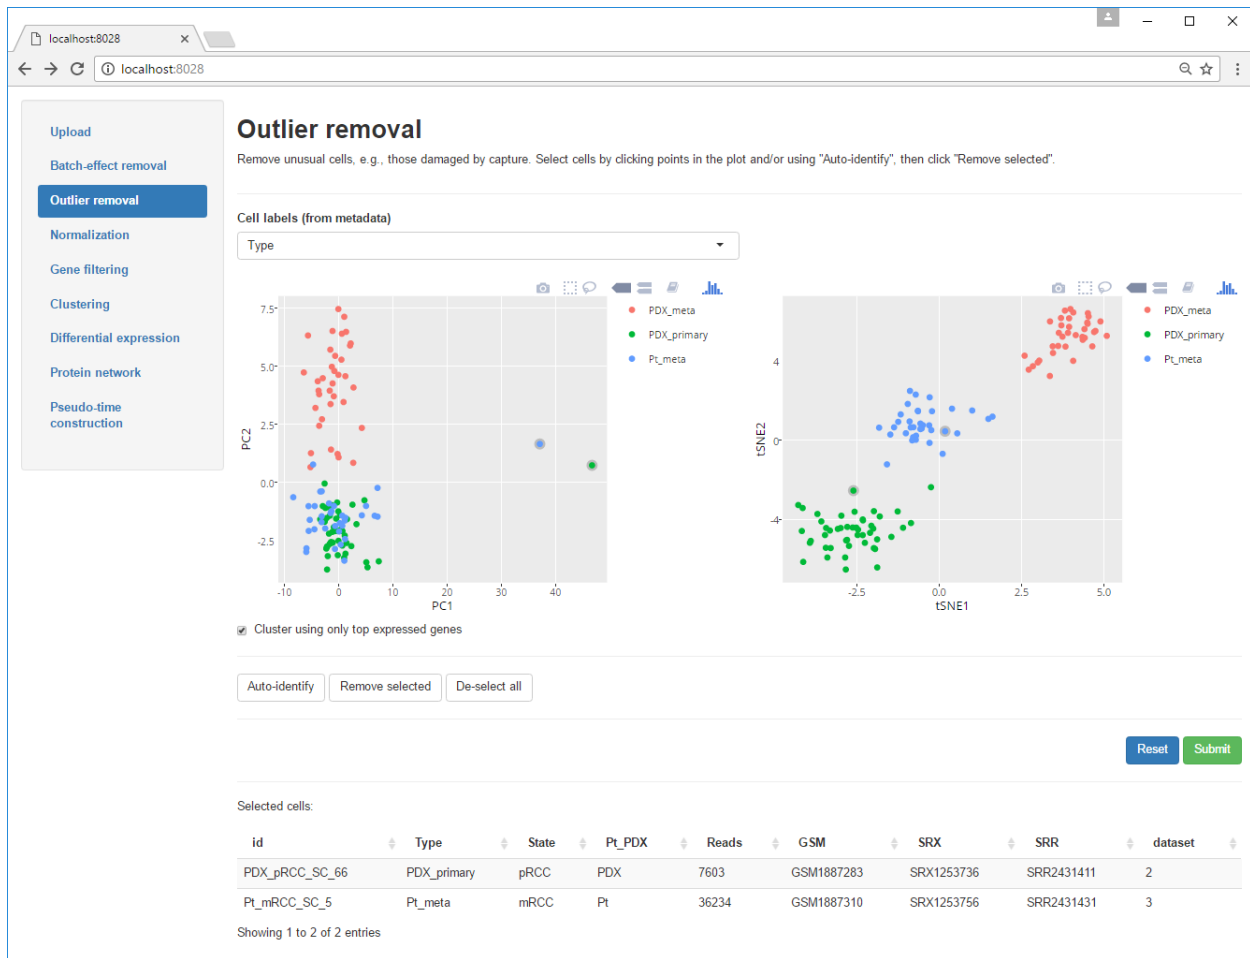 localhost:8028
localhost:8028
Upload
Batch-effect removal
Outlier removal
Normalization
Gene filtering
Clustering
Differential expression
Protein network
Pseudo-time
construction
Outlier removal
Remove unusual cells, e.g., those damaged by capture. Select cells by clicking points in the plot and/or using "Auto-identify", then click "Remove selected".
Cell labels (from metadata)
Type
7.5
5.0
2.5
0.0
-2.5
PC2
-10 0 10 20 30 40
PC1
PDX_meta
PDX_primary
Pt_meta
4
0
-4
tSNE2
-2.5 0.0 2.5 5.0
tSNE1
PDX_meta
PDX_primary
Pt_meta
Cluster using only top expressed genes
Auto-identify Remove selected De-select all
Reset Submit
Selected cells:
id Type State Pt_PDX Reads GSM SRX SRR dataset
PDX_pRCC_SC_66 PDX_primary pRCC PDX 7603 GSM1887283 SRX1253736 SRR2431411 2
Pt_mRCC_SC_5 Pt_meta mRCC Pt 36234 GSM1887310 SRX1253756 SRR2431431 3
Showing 1 to 2 of 2 entries